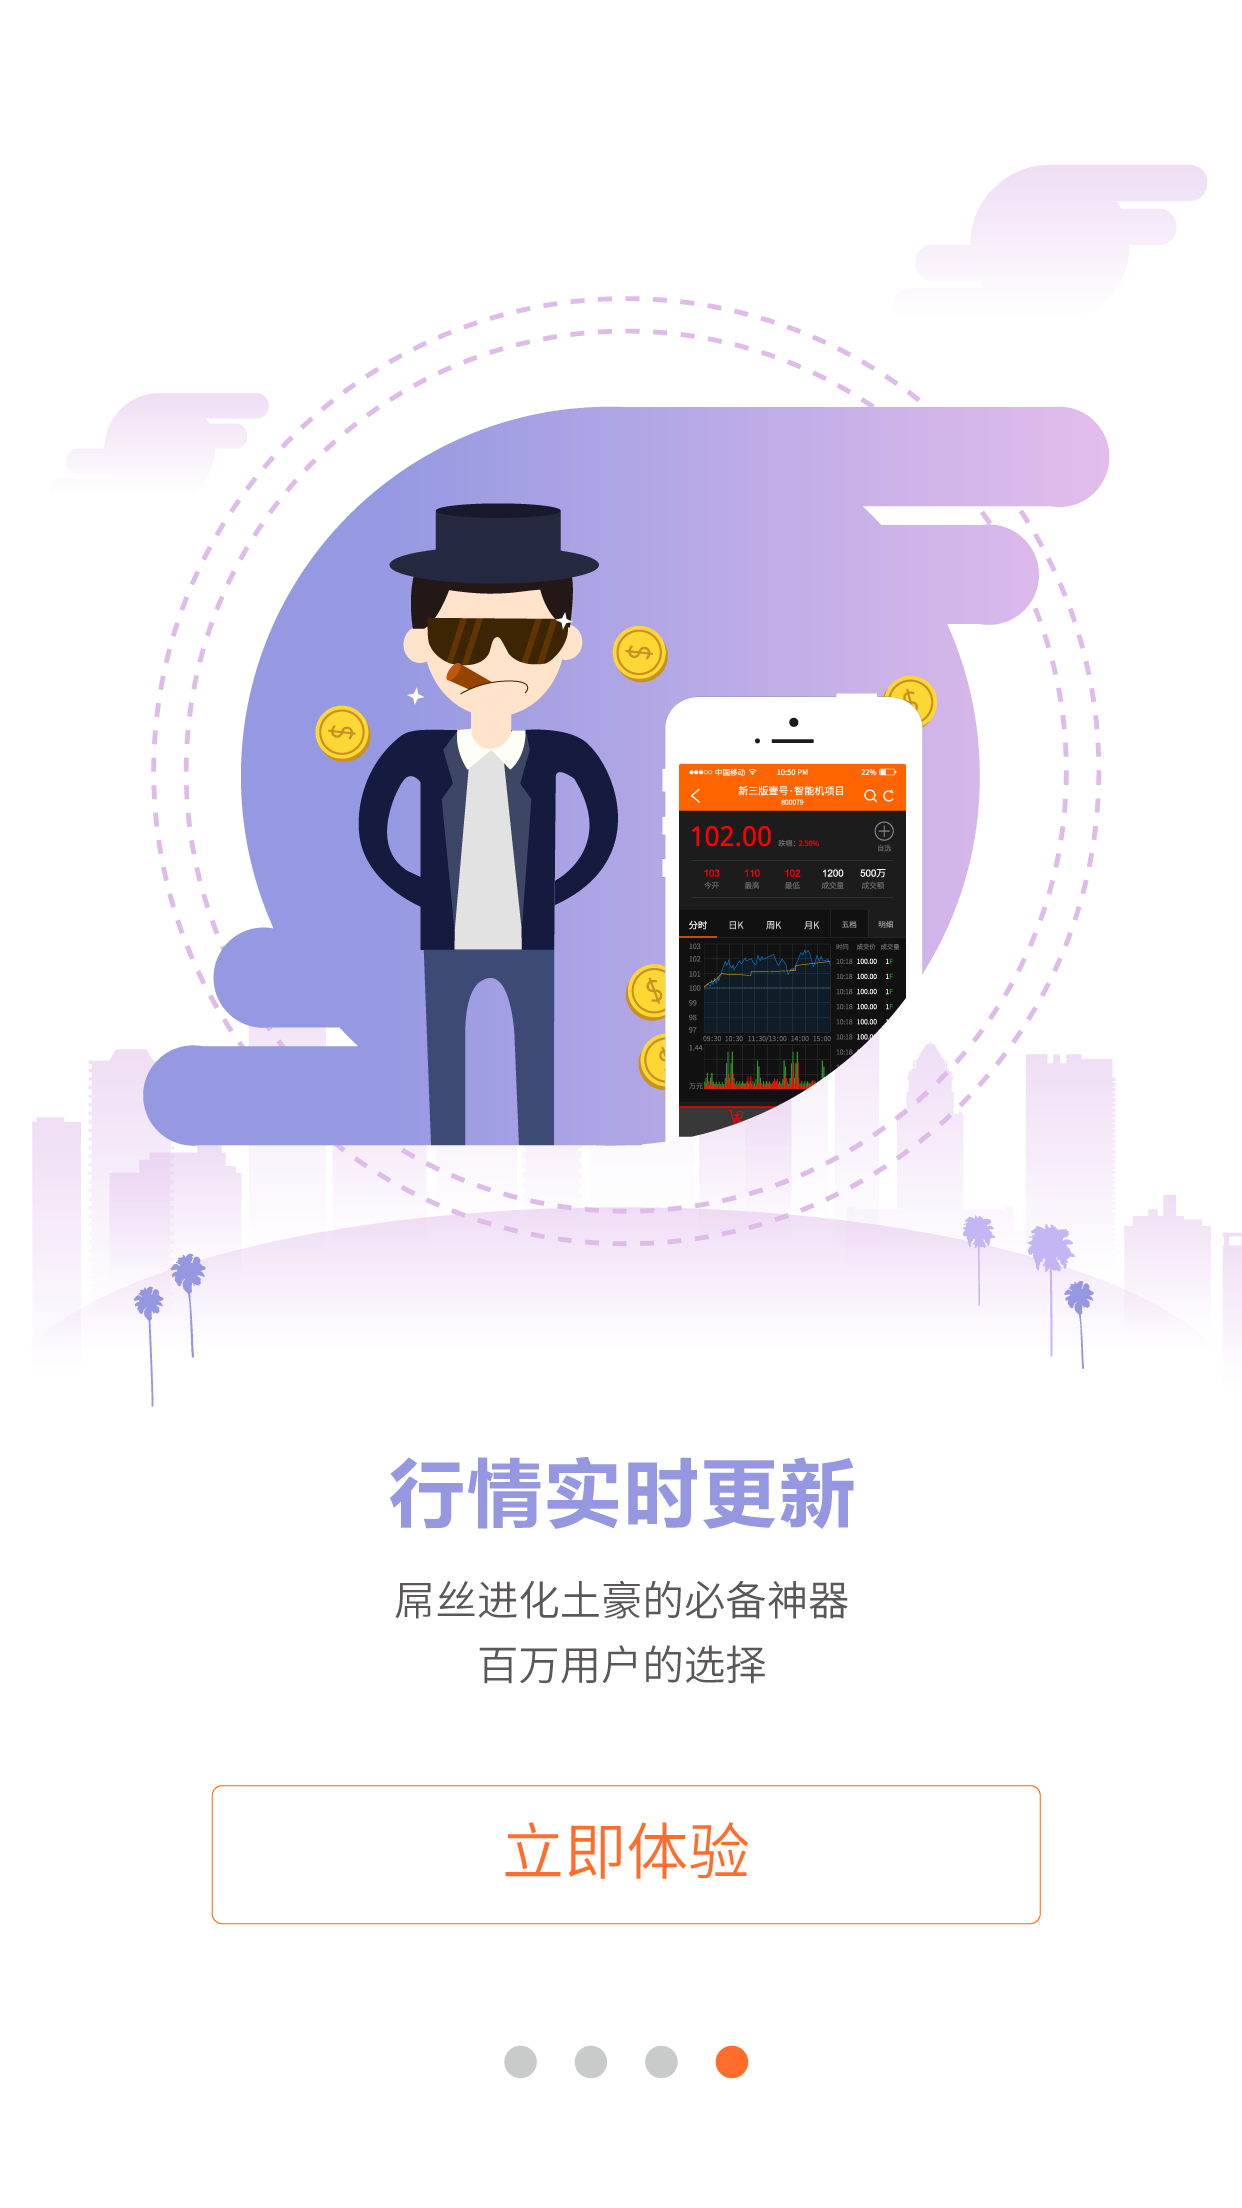 中国移动 10:50 PM 22%
新三版壹号·智能机项目
800079
102.00 跌幅: 2.50%
自选
103 110 102 1200 500万
今开 最高 最低 成交量 成交额
分时 日K 周K 月K 五档 明细
103 时间 成交价 成交量
102 10:18 100.00 1F
101 10:18 100.00 1F
100 10:18 100.00 1F
99 10:18 100.00 1F
98 10:18 100.00
97 10:18 100.0
09:30 10:30 11:30/13:00 14:00 15:00
1.44 10:18
万元
行情实时更新
屌丝进化土豪的必备神器
百万用户的选择
立即体验